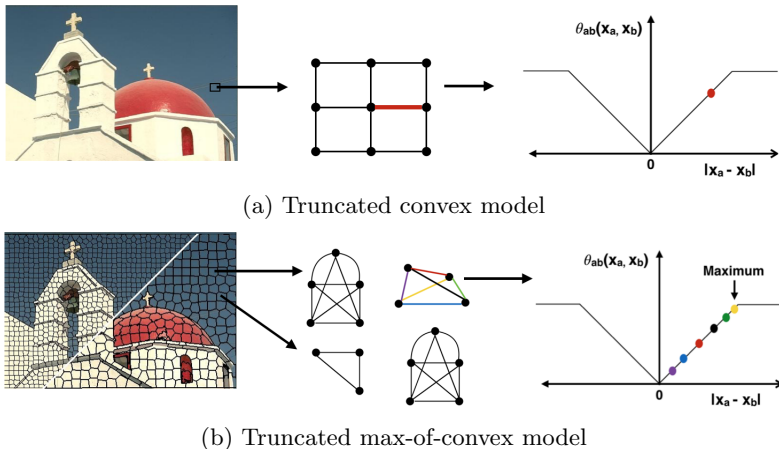 θab(xa, xb)
0
|xa - xb|
(a) Truncated convex model
θab(xa, xb)
Maximum
0
|xa - xb|
(b) Truncated max-of-convex model